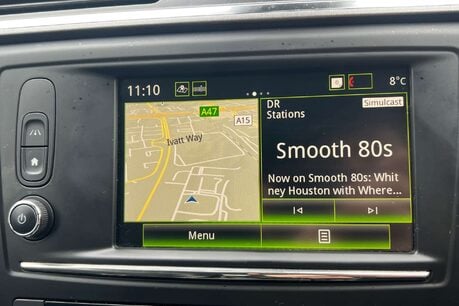 11:10
8°C
A47
A15
Ivatt Way
DR
Simulcast
Stations
Smooth 80s
Now on Smooth 80s: Whit
ney Houston with Where...
Menu